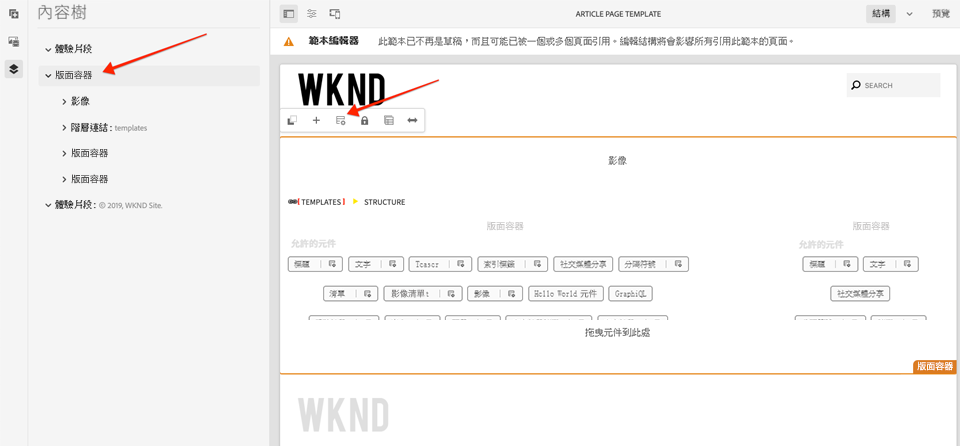 內容樹
ARTICLE PAGE TEMPLATE
結構
預覽
範本編輯器
此範本已不再是草稿，而且可能已被一個或多個頁面引用。編輯結構將會影響所有引用此範本的頁面。
體驗片段
版面容器
影像
階層連結: templates
版面容器
版面容器
體驗片段: © 2019, WKND Site.
WKND
SEARCH
影像
TEMPLATES
STRUCTURE
版面容器
允許的元件
標題
文字
Teaser
索引標籤
社交媒體分享
分隔符號
清單
影像清單t
影像
Hello World 元件
GraphiQL
版面容器
允許的元件
標題
文字
社交媒體分享
拖曳元件到此處
版面容器
WKND